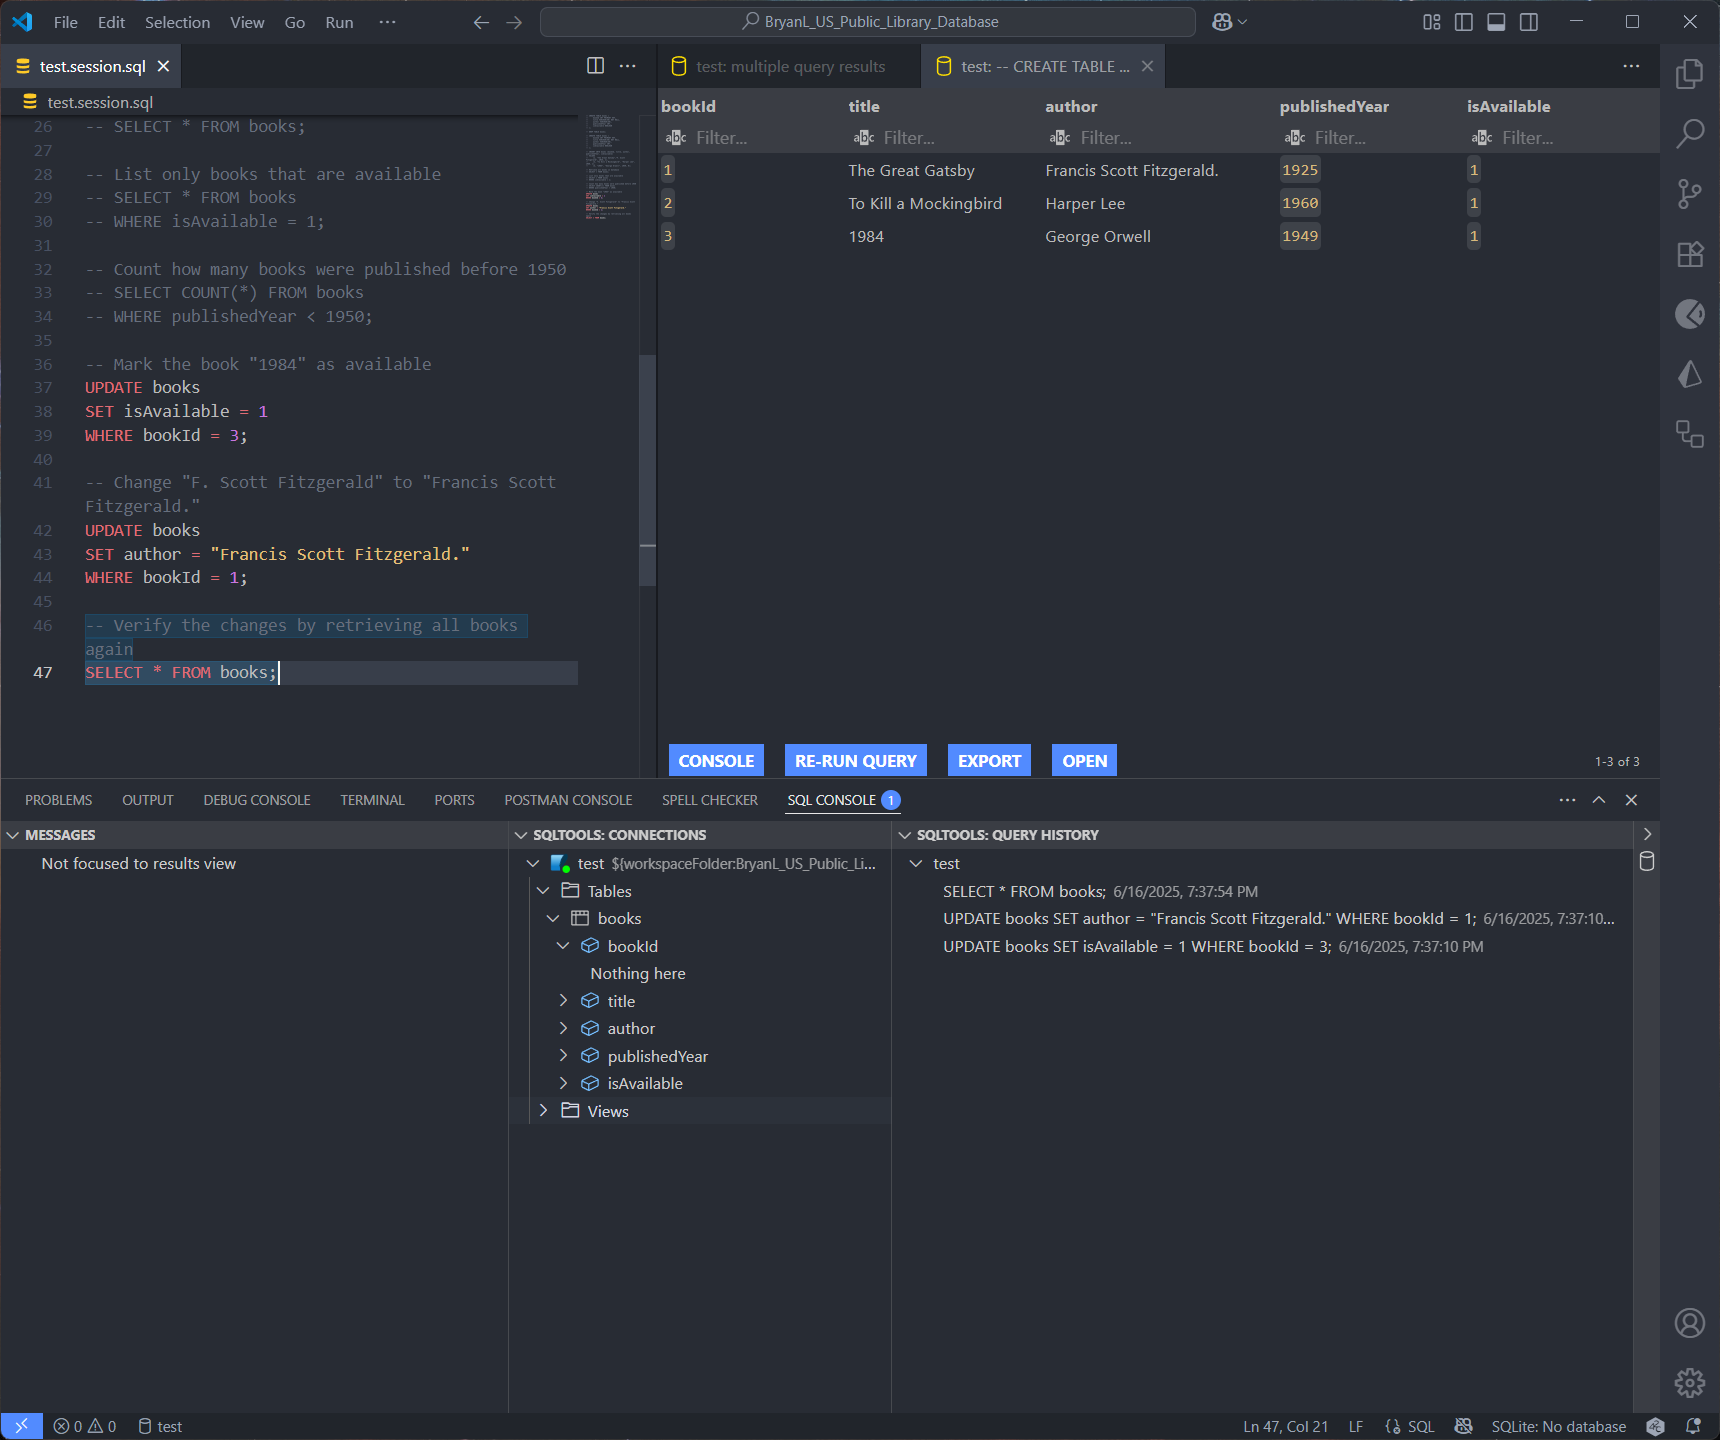 File Edit Selection View Go Run ···
BryanL_US_Public_Library_Database
test.session.sql
test.session.sql
26 -- SELECT * FROM books;
27
28 -- List only books that are available
29 -- SELECT * FROM books
30 -- WHERE isAvailable = 1;
31
32 -- Count how many books were published before 1950
33 -- SELECT COUNT(*) FROM books
34 -- WHERE publishedYear < 1950;
35
36 -- Mark the book "1984" as available
37 UPDATE books
38 SET isAvailable = 1
39 WHERE bookId = 3;
40
41 -- Change "F. Scott Fitzgerald" to "Francis Scott
Fitzgerald."
42 UPDATE books
43 SET author = "Francis Scott Fitzgerald."
44 WHERE bookId = 1;
45
46 -- Verify the changes by retrieving all books
again
47 SELECT * FROM books;
test: multiple query results
test: -- CREATE TABLE ...
bookId title author publishedYear isAvailable
abc Filter... abc Filter... abc Filter... abc Filter... abc Filter...
1 The Great Gatsby Francis Scott Fitzgerald. 1925 1
2 To Kill a Mockingbird Harper Lee 1960 1
3 1984 George Orwell 1949 1
CONSOLE RE-RUN QUERY EXPORT OPEN 1-3 of 3
PROBLEMS OUTPUT DEBUG CONSOLE TERMINAL PORTS POSTMAN CONSOLE SPELL CHECKER SQL CONSOLE 1
MESSAGES
Not focused to results view
SQLTOOLS: CONNECTIONS
test ${workspaceFolder:BryanL_US_Public_Li...
Tables
books
bookId
Nothing here
title
author
publishedYear
isAvailable
Views
SQLTOOLS: QUERY HISTORY
test
SELECT * FROM books; 6/16/2025, 7:37:54 PM
UPDATE books SET author = "Francis Scott Fitzgerald." WHERE bookId = 1; 6/16/2025, 7:37:10...
UPDATE books SET isAvailable = 1 WHERE bookId = 3; 6/16/2025, 7:37:10 PM
0 0 test
Ln 47, Col 21 LF {} SQL SQLite: No database